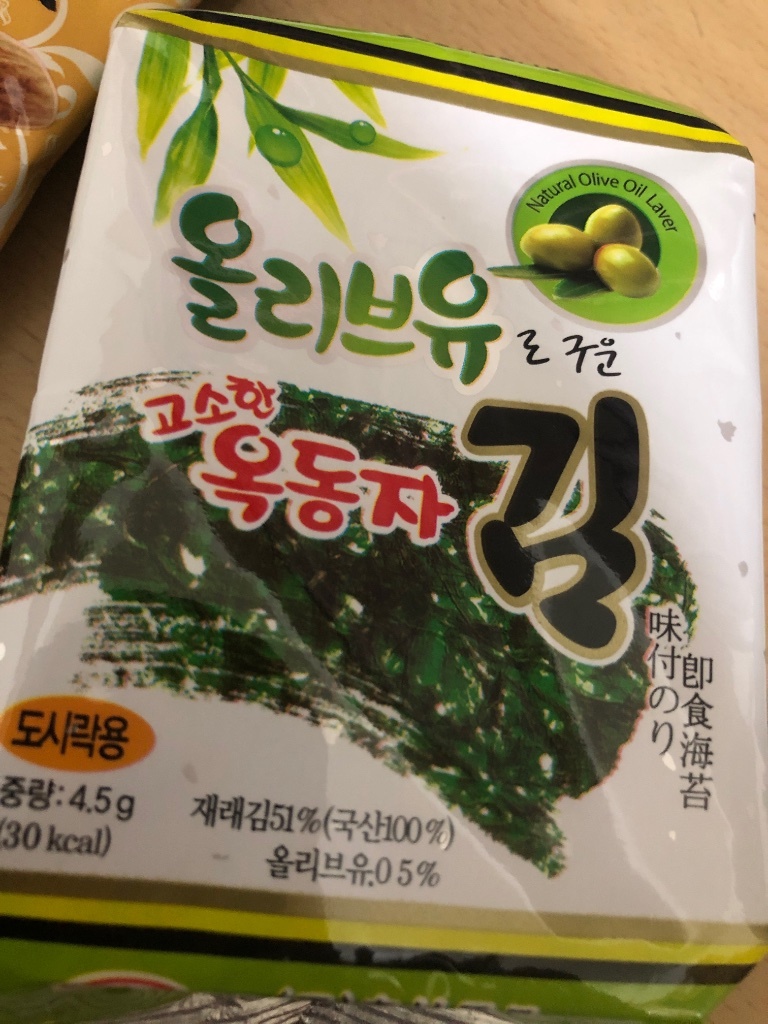 Natural Olive Oil Laver
올리브유로 구운
고소한
옥동자
김
即食海苔
味付のり
도시락용
중량: 4.5g
(30 kcal)
재래김51%(국산100%)
올리브유.0 5%